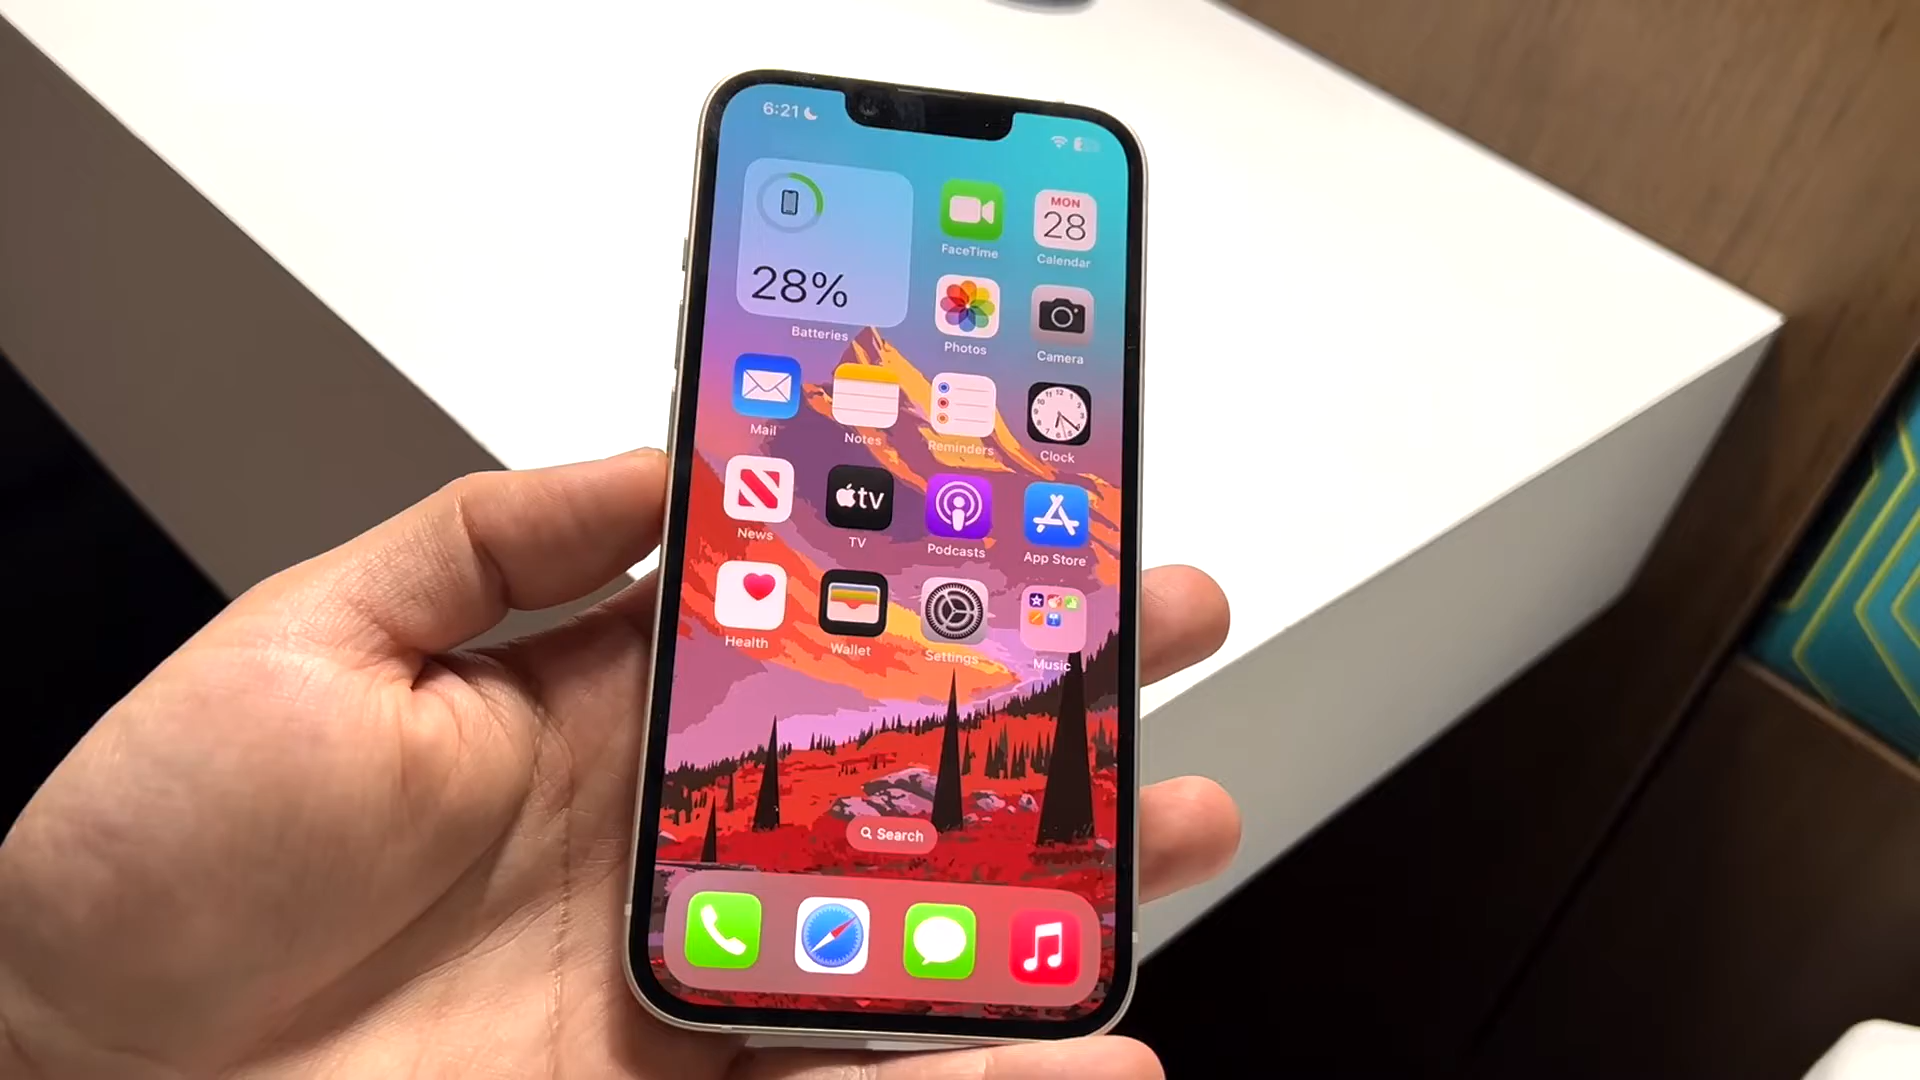 6:21
28%
Batteries
FaceTime
MON
28
Calendar
Photos
Camera
Mail
Notes
Reminders
Clock
News
tv
TV
Podcasts
App Store
Health
Wallet
Settings
Music
Search